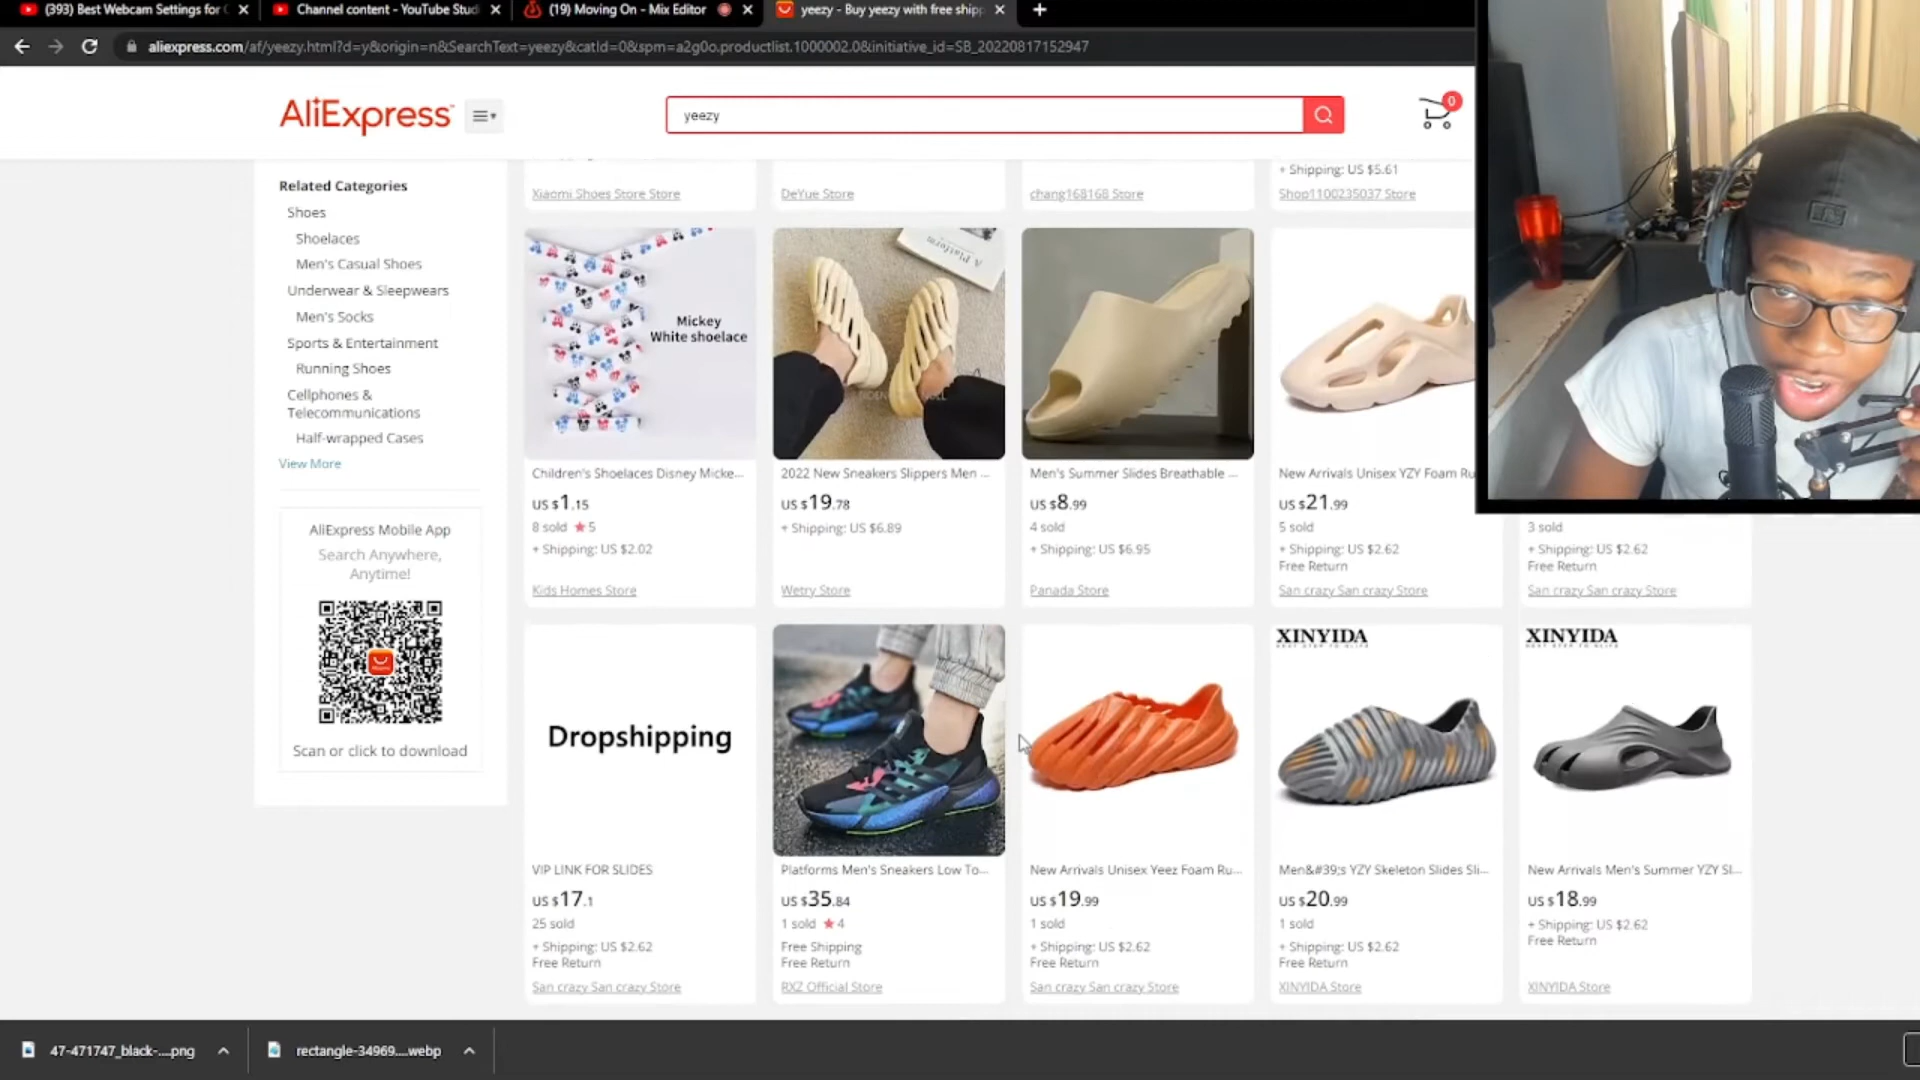 (393) Best Webcam Settings for
Channel content - YouTube Stud
(19) Moving On - Mix Editor
yeezy - Buy yeezy with free shipp
aliexpress.com/af/yeezy.html?d=y&origin=n&SearchText=yeezy&catId=0&spm=a2g0o.productlist.1000002.0&initiative_id=SB_20220817152947
AliExpress
yeezy
0
Related Categories
Shoes
Shoelaces
Men's Casual Shoes
Underwear & Sleepwears
Men's Socks
Sports & Entertainment
Running Shoes
Cellphones &
Telecommunications
Half-wrapped Cases
View More
AliExpress Mobile App
Search Anywhere,
Anytime!
Scan or click to download
Xiaomi Shoes Store Store
DeYue Store
chang168168 Store
+ Shipping: US $5.61
Shop1100235037 Store
Mickey
White shoelace
Children's Shoelaces Disney Micke...
US $1.15
8 sold ★ 5
+ Shipping: US $2.02
Kids Homes Store
2022 New Sneakers Slippers Men ...
US $19.78
+ Shipping: US $6.89
Wetry Store
Men's Summer Slides Breathable ...
US $8.99
4 sold
+ Shipping: US $6.95
Panada Store
New Arrivals Unisex YZY Foam Ru
US $21.99
5 sold
+ Shipping: US $2.62
Free Return
San crazy San crazy Store
3 sold
+ Shipping: US $2.62
Free Return
San crazy San crazy Store
Dropshipping
VIP LINK FOR SLIDES
US $17.1
25 sold
+ Shipping: US $2.62
Free Return
San crazy San crazy Store
Platforms Men's Sneakers Low To...
US $35.84
1 sold ★ 4
Free Shipping
Free Return
RXZ Official Store
New Arrivals Unisex Yeez Foam Ru...
US $19.99
1 sold
+ Shipping: US $2.62
Free Return
San crazy San crazy Store
XINYIDA
Men&#39;s YZY Skeleton Slides Sli...
US $20.99
1 sold
+ Shipping: US $2.62
Free Return
XINYIDA Store
XINYIDA
New Arrivals Men's Summer YZY Sl...
US $18.99
+ Shipping: US $2.62
Free Return
XINYIDA Store
47-471747_black-....png
rectangle-34969....webp